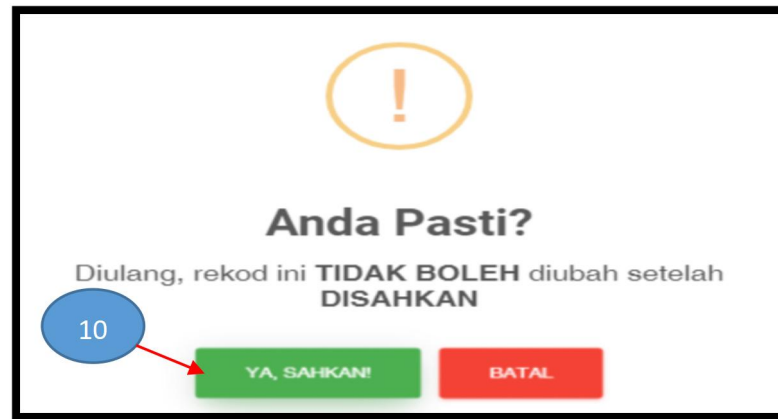 !
Anda Pasti?
Diulang, rekod ini TIDAK BOLEH diubah setelah
DISAHKAN
10
YA, SAHKAN!
BATAL